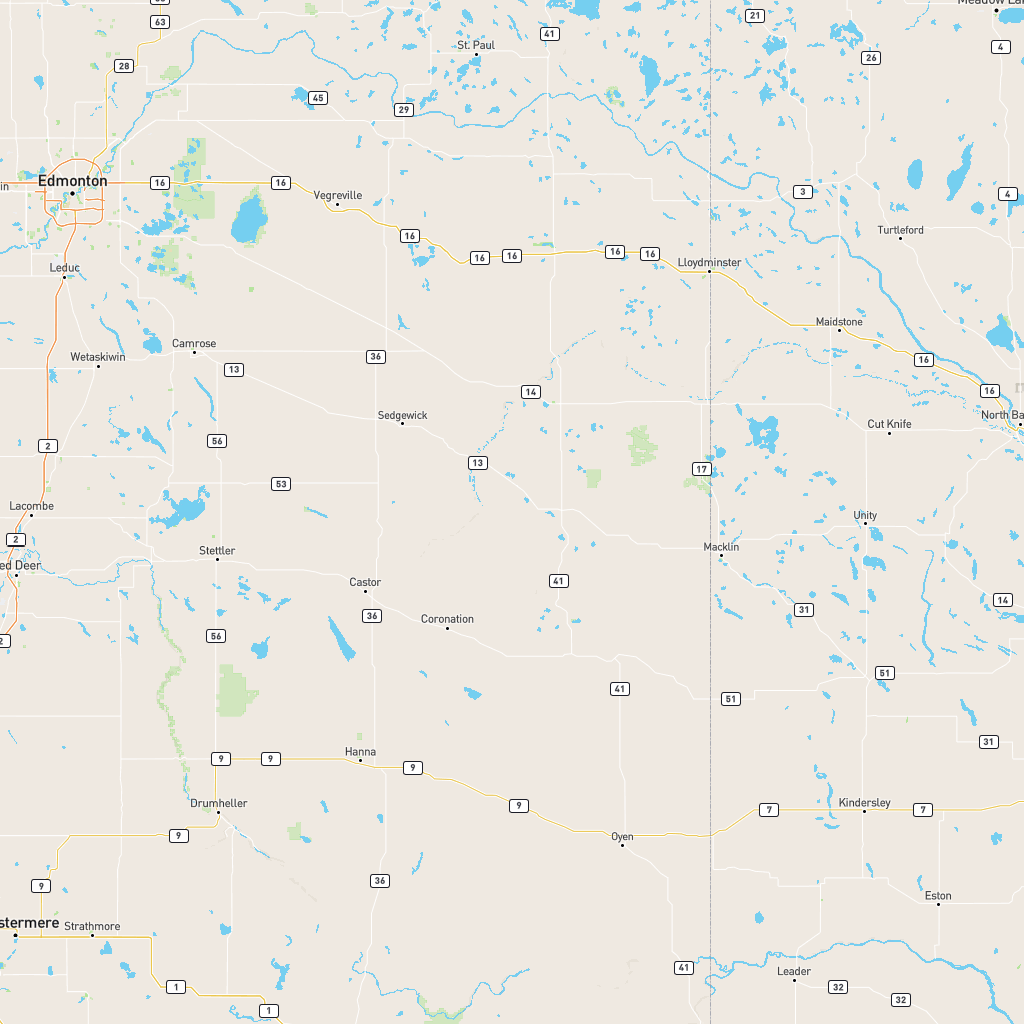 63
21
Meadow Lak
41
St. Paul
4
26
28
45
29
Edmonton
in
16
16
3
4
Vegreville
Turtleford
16
16
16
16
16
Lloydminster
Leduc
Maidstone
Camrose
Wetaskiwin
36
13
16
14
16
Sedgewick
North Ba
Cut Knife
56
2
13
17
53
Lacombe
Unity
2
Stettler
Macklin
ed Deer
41
Castor
14
31
36
Coronation
56
2
51
41
51
31
Hanna
9
9
9
Drumheller
9
Kindersley
7
7
9
Oyen
36
9
Eston
stermere
Strathmore
41
Leader
1
32
32
1